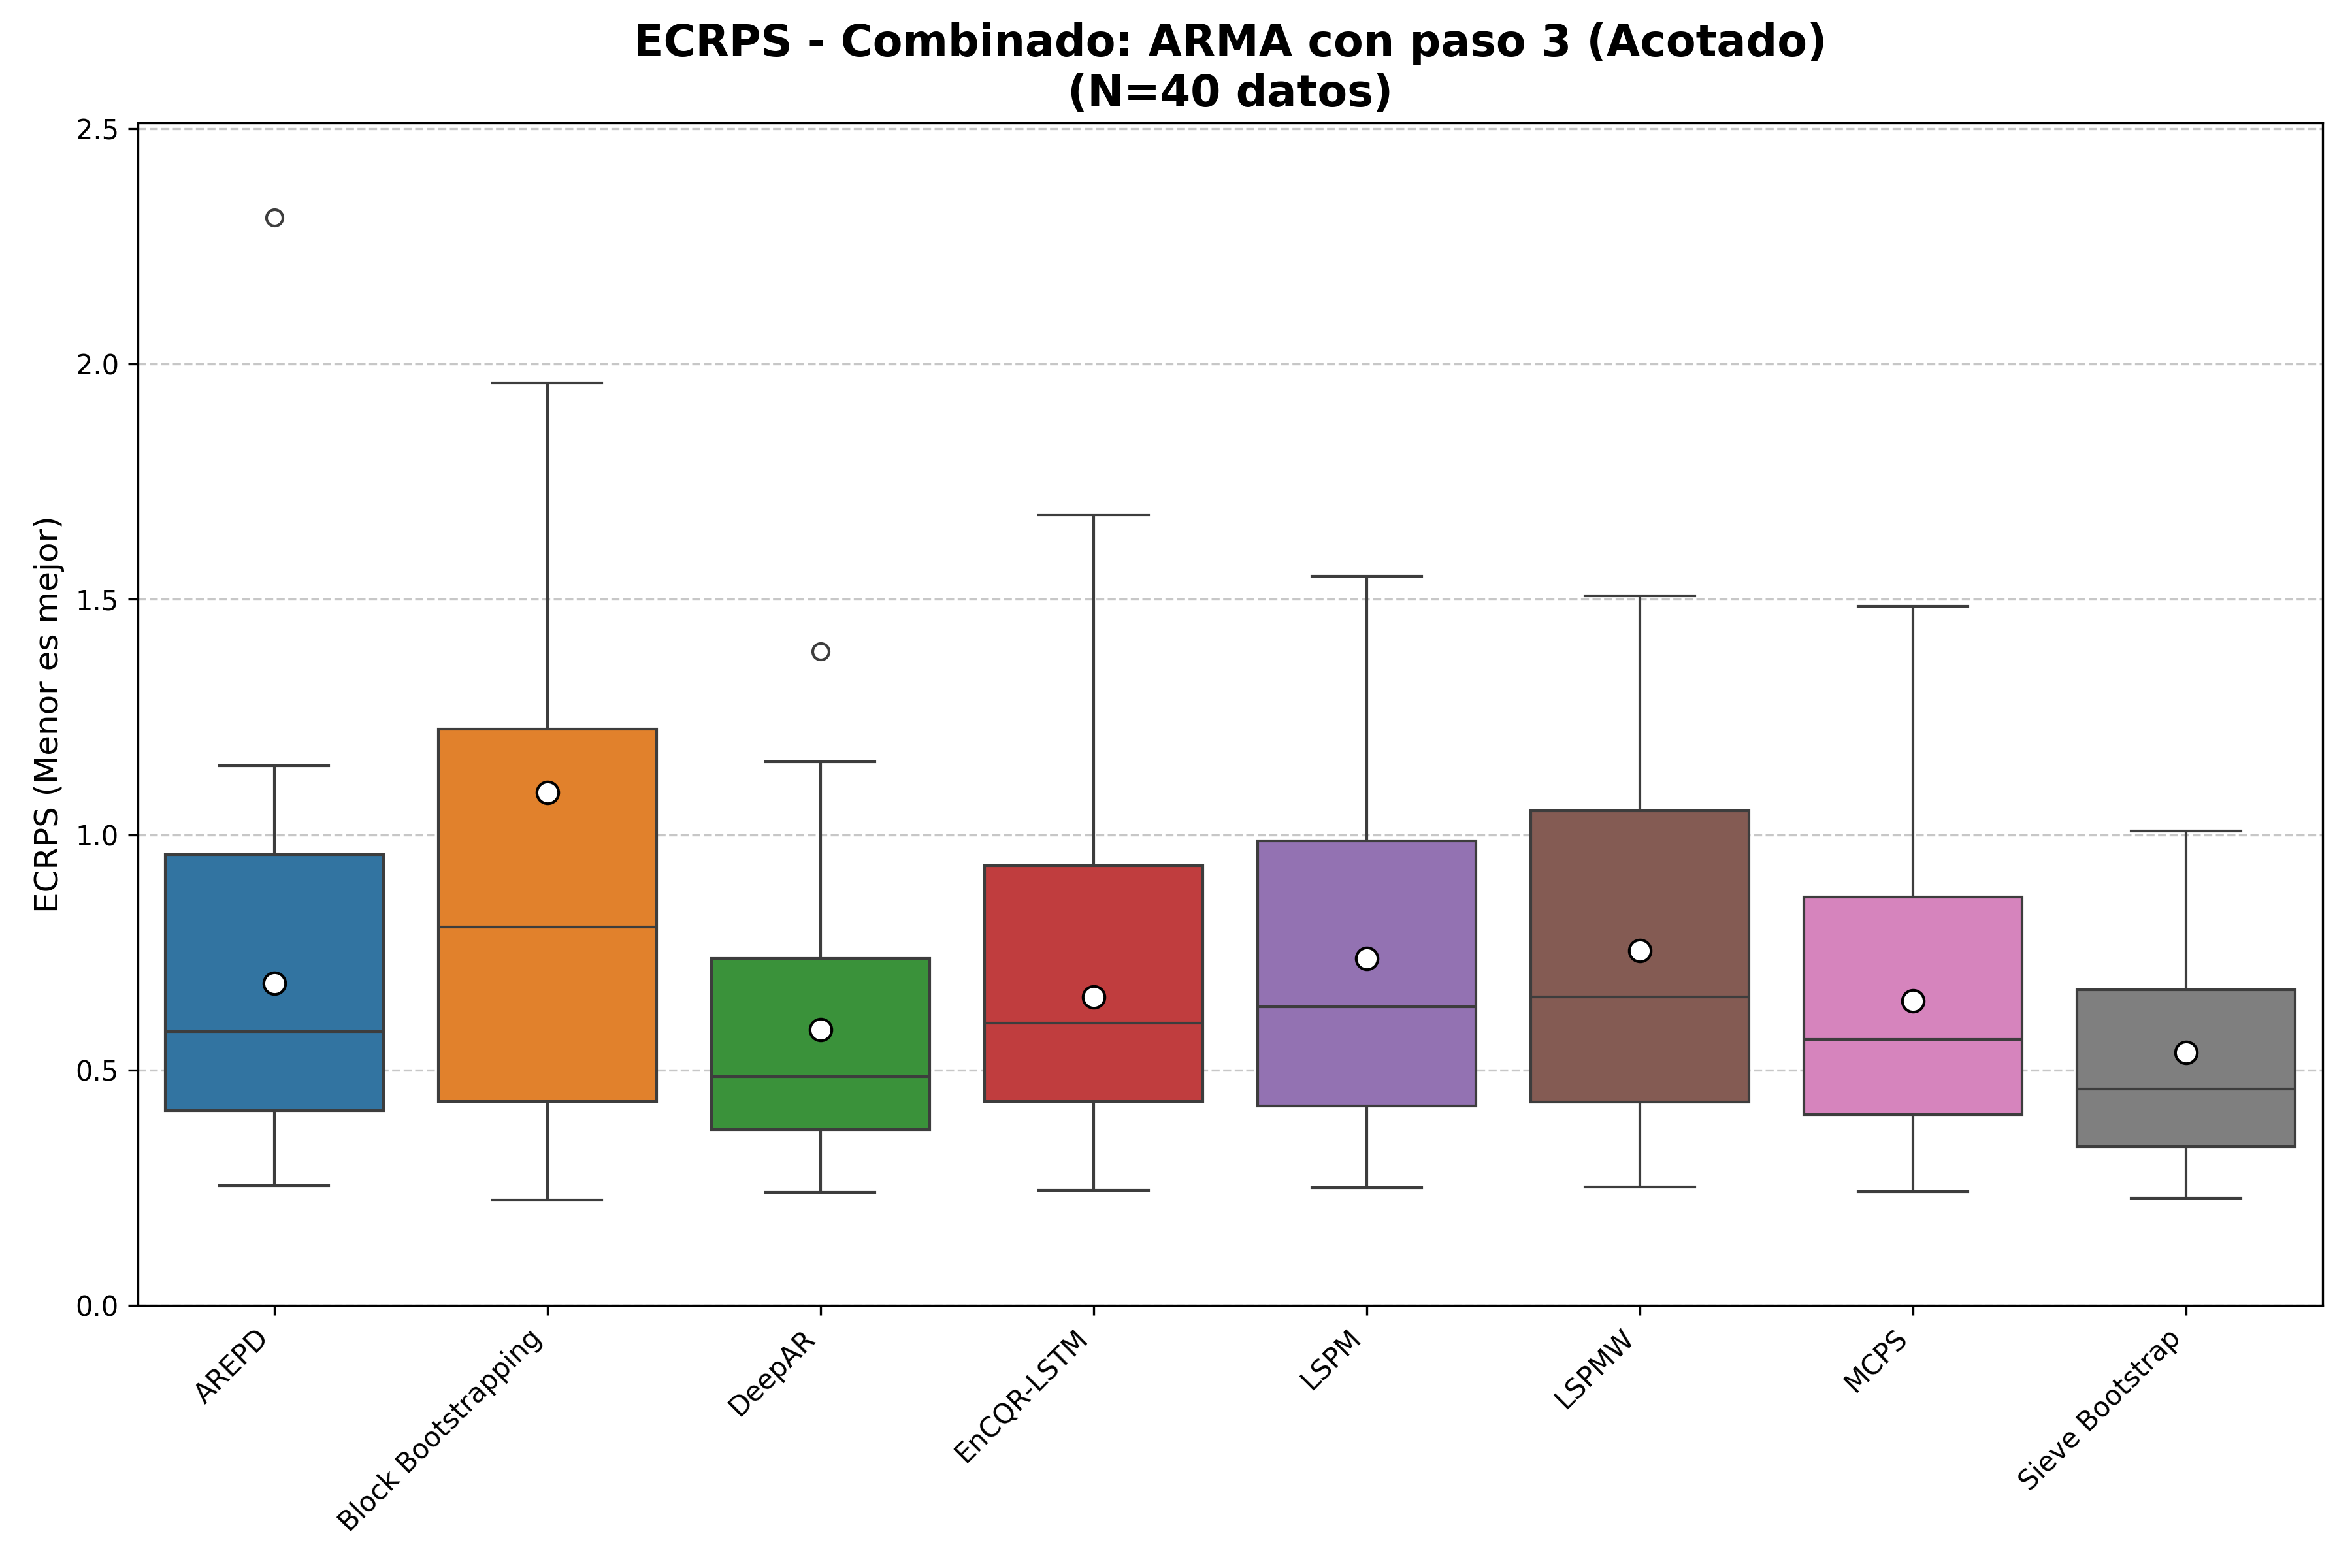 ECRPS - Combinado: ARMA con paso 3 (Acotado)
(N=40 datos)
ECRPS (Menor es mejor)
2.5
2.0
1.5
1.0
0.5
0.0
AREPD
Block Bootstrapping
DeepAR
EnCQR-LSTM
LSPM
LSPMW
MCPS
Sieve Bootstrap